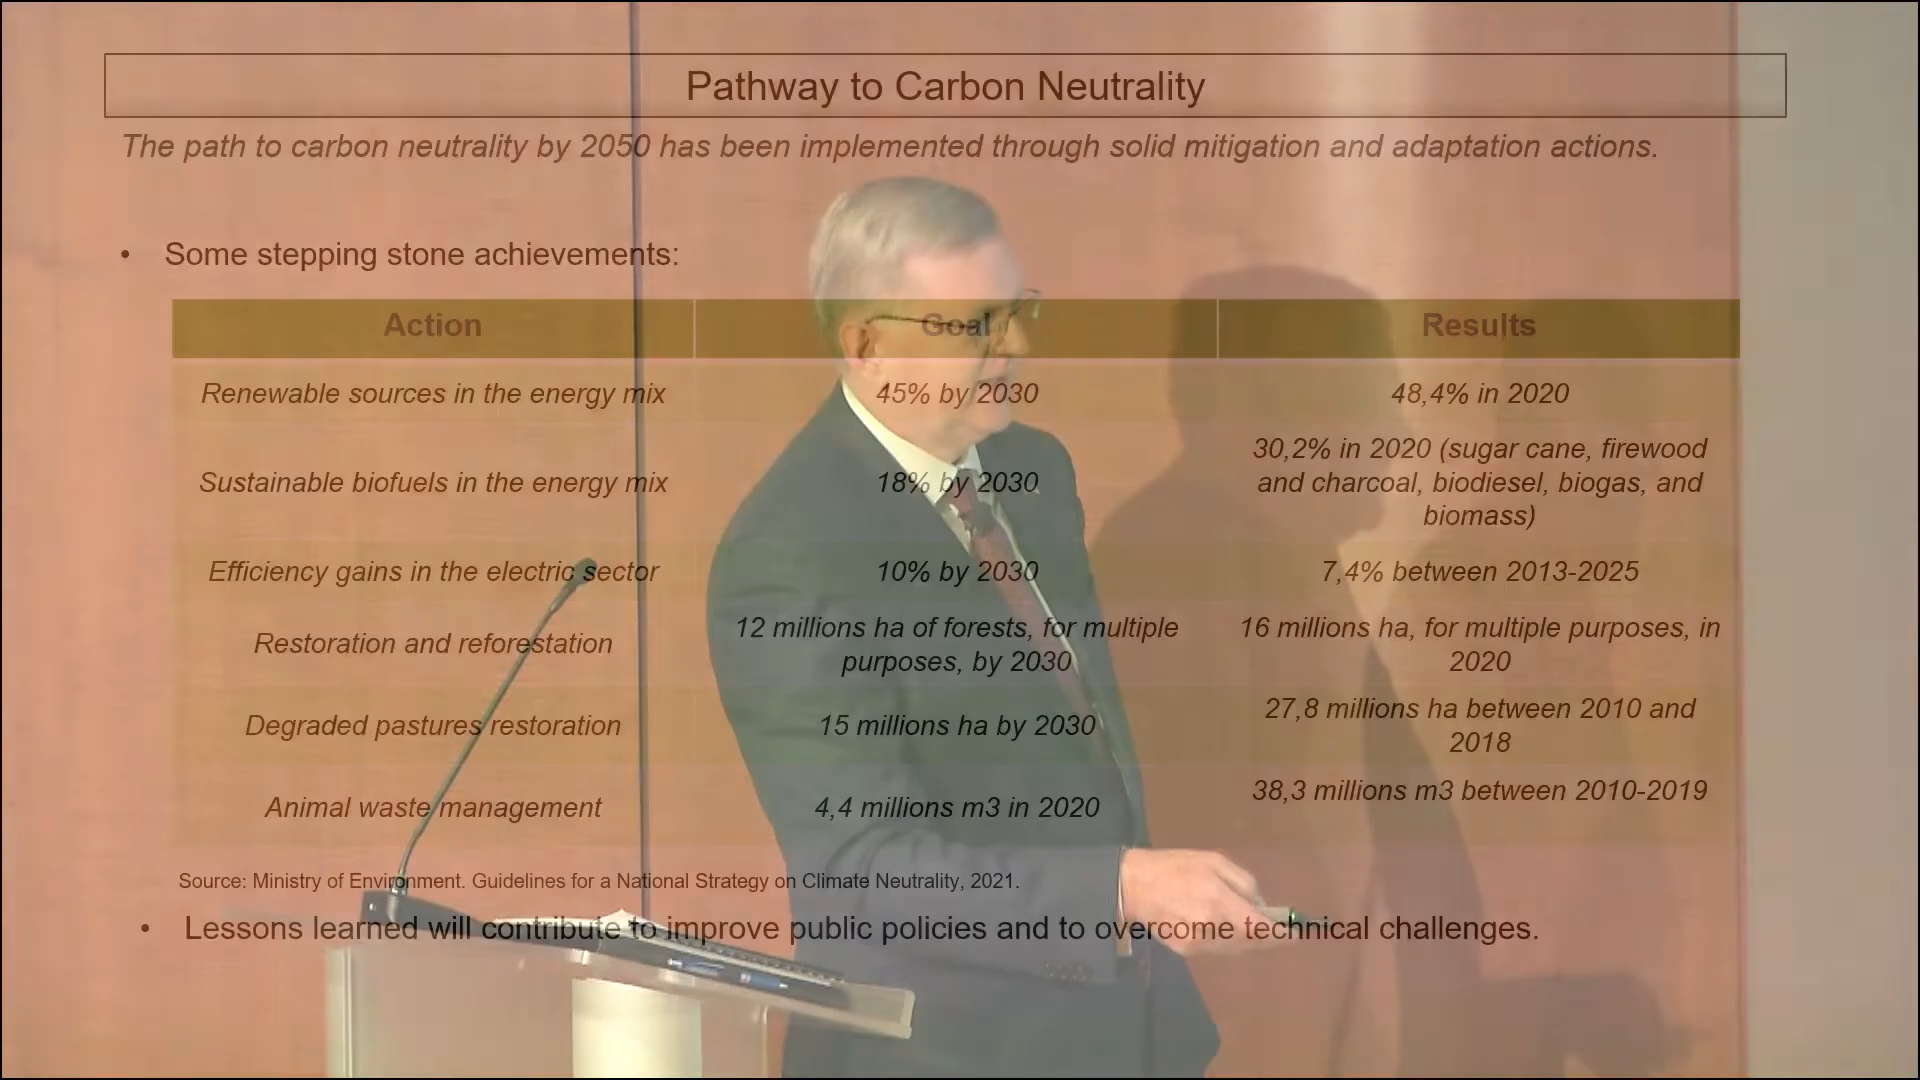 Pathway to Carbon Neutrality
The path to carbon neutrality by 2050 has been implemented through solid mitigation and adaptation actions.
• Some stepping stone achievements:
Action Goal Results
Renewable sources in the energy mix 45% by 2030 48,4% in 2020
Sustainable biofuels in the energy mix 18% by 2030 30,2% in 2020 (sugar cane, firewood
and charcoal, biodiesel, biogas, and
biomass)
Efficiency gains in the electric sector 10% by 2030 7,4% between 2013-2025
Restoration and reforestation 12 millions ha of forests, for multiple
purposes, by 2030 16 millions ha, for multiple purposes, in
2020
Degraded pastures restoration 15 millions ha by 2030 27,8 millions ha between 2010 and
2018
Animal waste management 4,4 millions m3 in 2020 38,3 millions m3 between 2010-2019
Source: Ministry of Environment. Guidelines for a National Strategy on Climate Neutrality, 2021.
• Lessons learned will contribute to improve public policies and to overcome technical challenges.